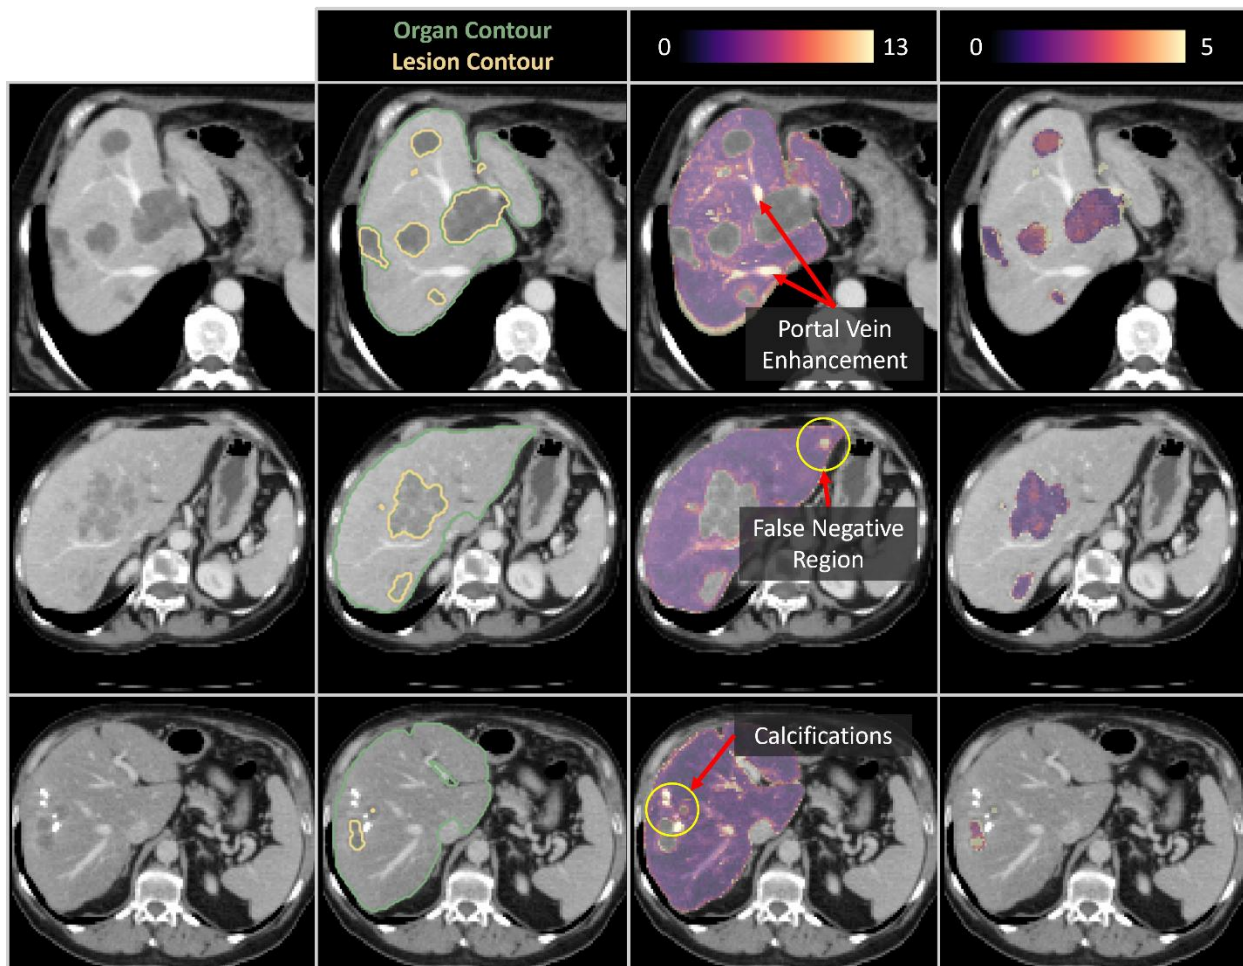 Organ Contour
Lesion Contour
0 13
0 5
Portal Vein
Enhancement
False Negative
Region
Calcifications